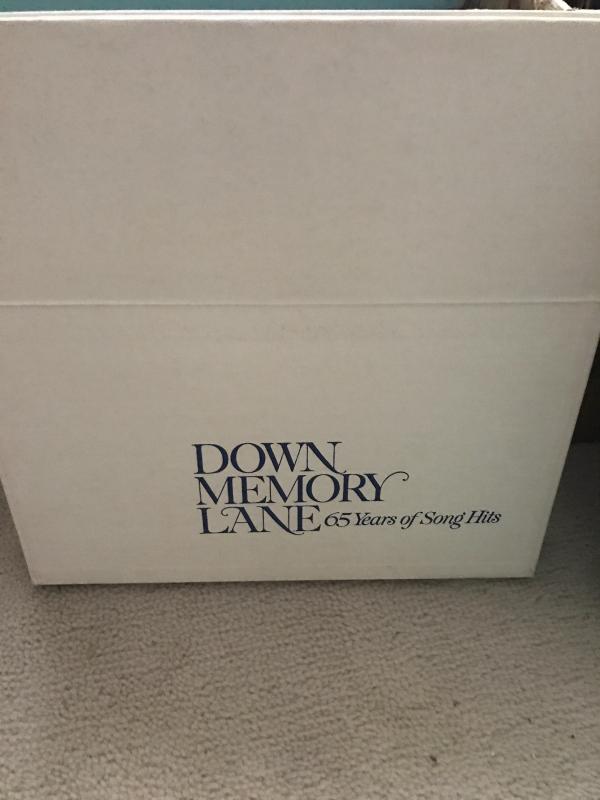 DOWN
MEMORY
LANE 65 Years of Song Hits